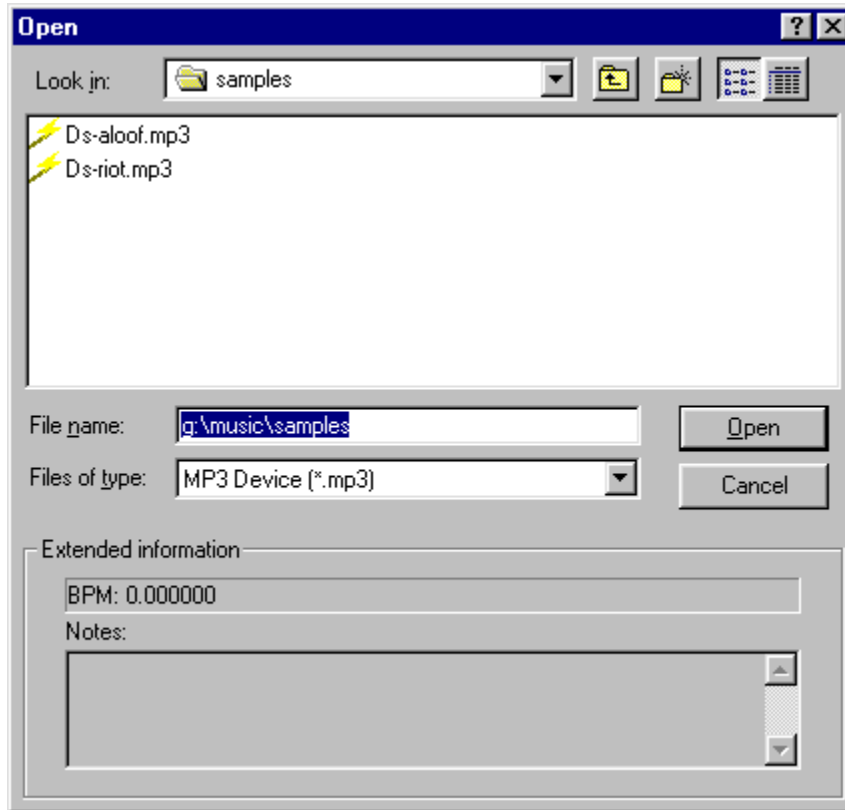 Open
Look in: samples
Ds-aloof.mp3
Ds-riot.mp3
File name: g:\music\samples Open
Files of type: MP3 Device (*.mp3) Cancel
Extended information
BPM: 0.000000
Notes: